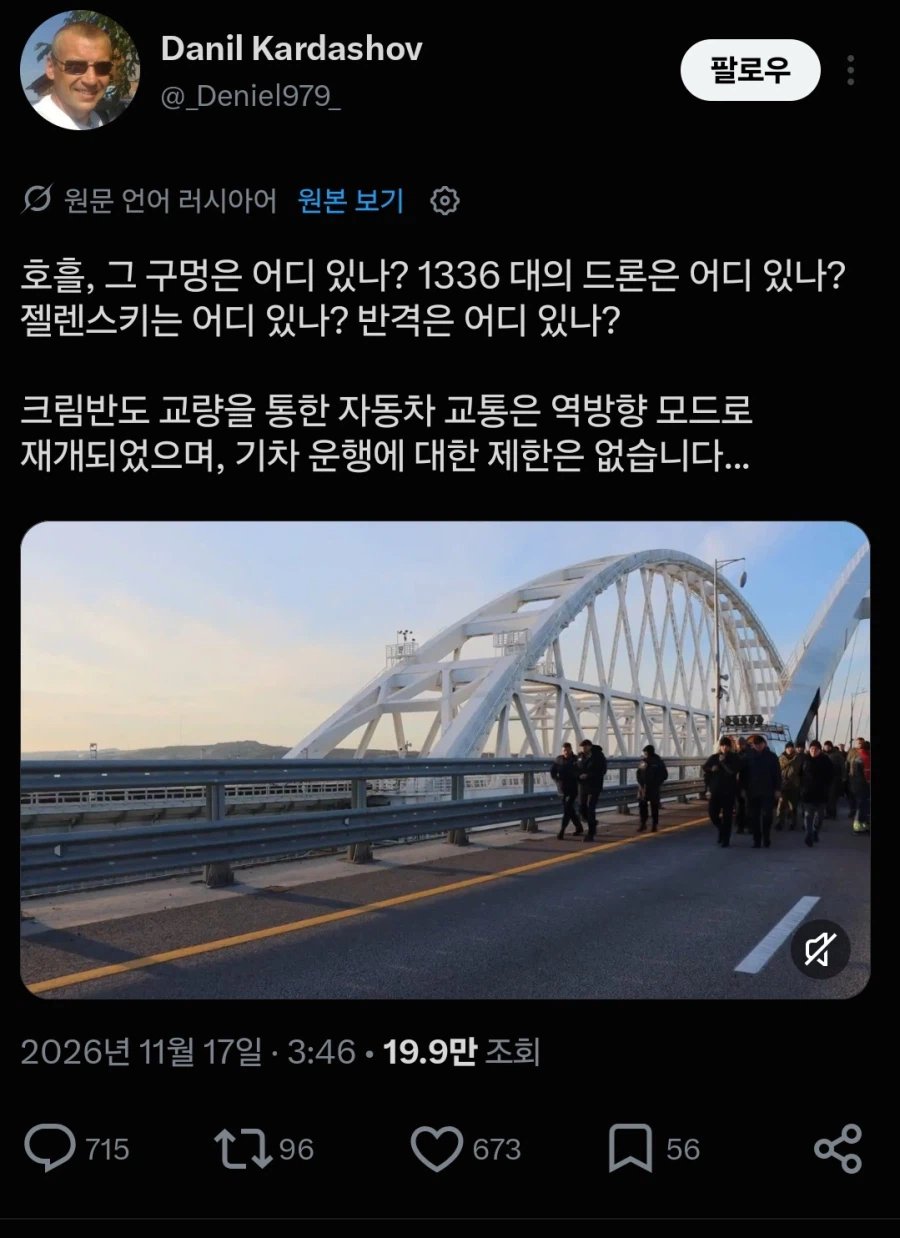 Danil Kardashov
@_Deniel979_
팔로우
원문 언어 러시아어 원본 보기
호흘, 그 구멍은 어디 있나? 1336 대의 드론은 어디 있나?
젤렌스키는 어디 있나? 반격은 어디 있나?
크림반도 교량을 통한 자동차 교통은 역방향 모드로
재개되었으며, 기차 운행에 대한 제한은 없습니다...
2026년 11월 17일 · 3:46 • 19.9만 조회
715 96 673 56